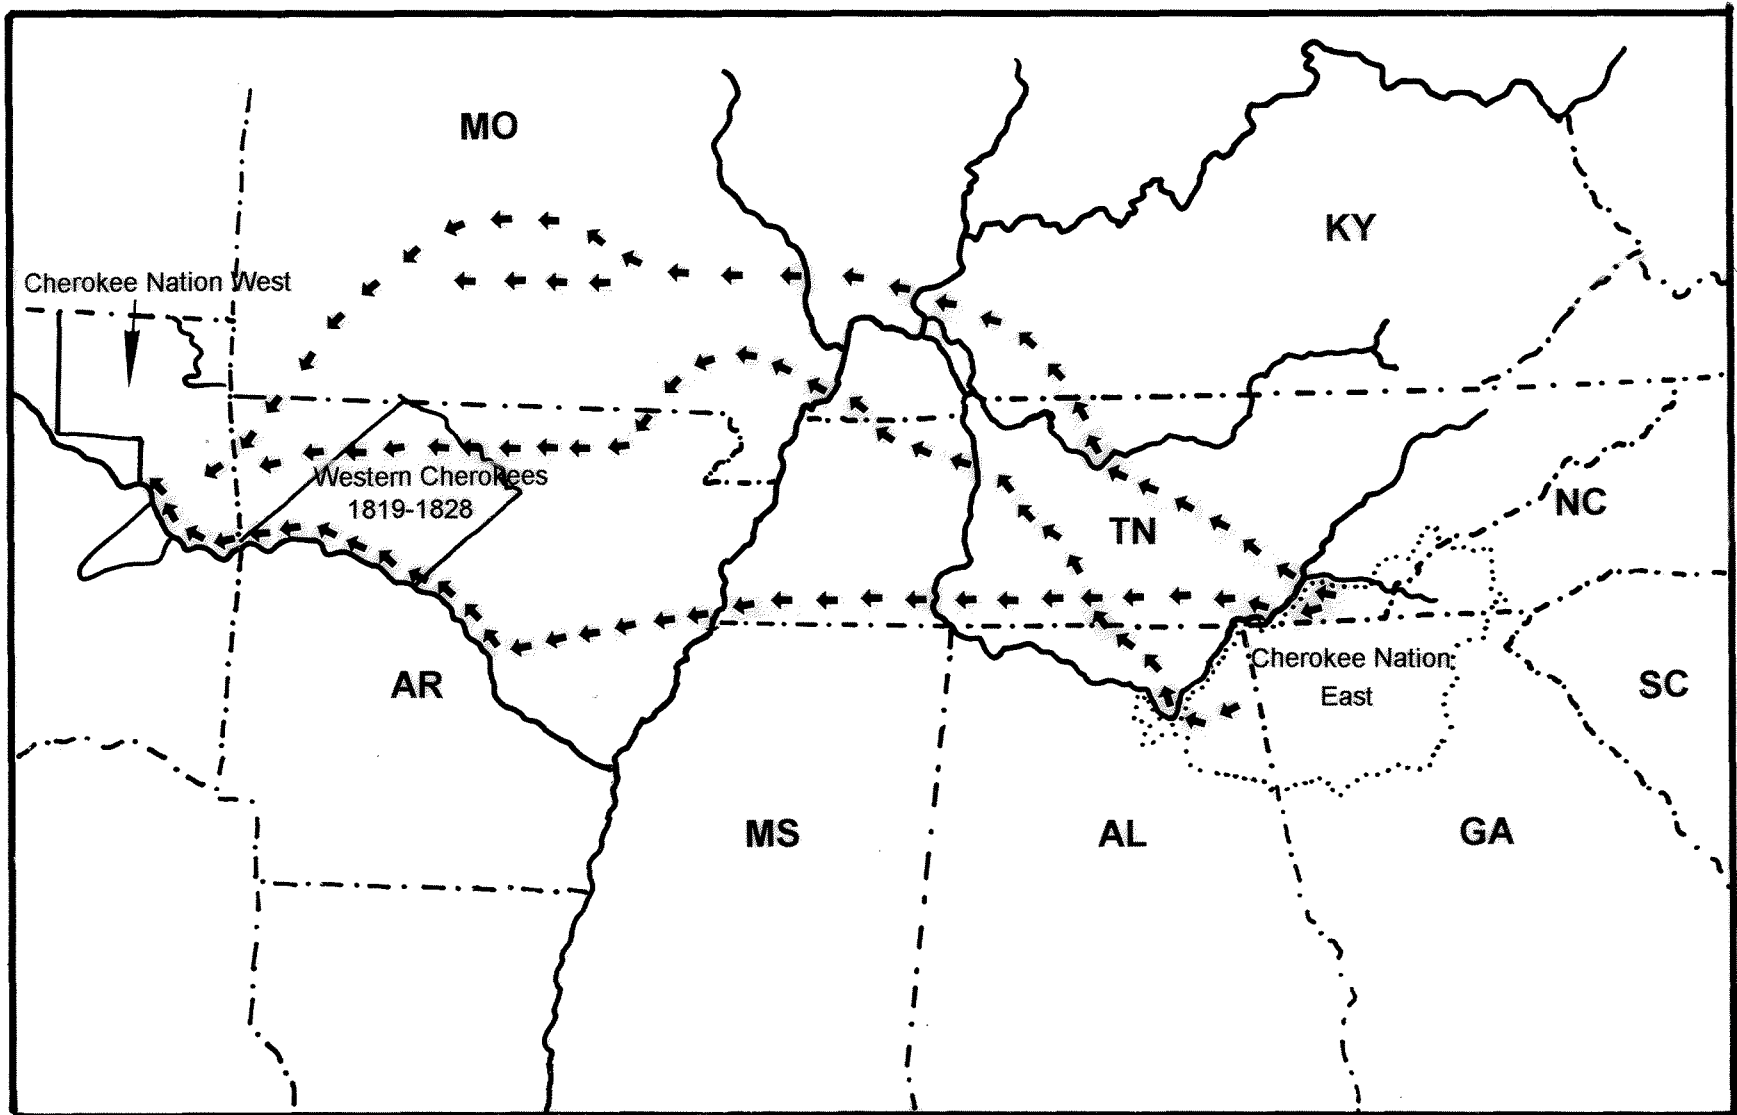 MO
KY
Cherokee Nation West
Western Cherokees
1819-1828
TN
NC
Cherokee Nation
East
AR
SC
MS
AL
GA